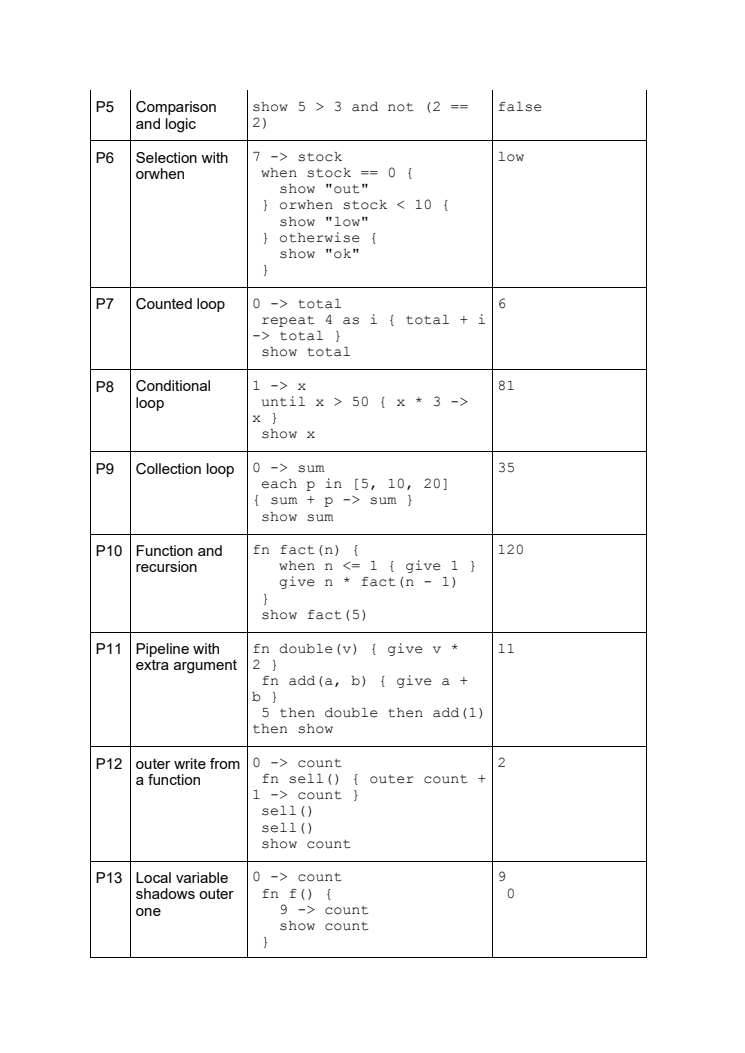 P5 Comparison and logic show 5 > 3 and not (2 == false
2)
P6 Selection with 7 -> stock low
orwhen when stock == 0 {
show "out"
} orwhen stock < 10 {
show "low"
} otherwise {
show "ok"
}
P7 Counted loop 0 -> total 6
repeat 4 as i { total + i
-> total }
show total
P8 Conditional 1 -> x 81
loop until x > 50 { x * 3 ->
x }
show x
P9 Collection loop 0 -> sum 35
each p in [5, 10, 20]
{ sum + p -> sum }
show sum
P10 Function and fn fact(n) { 120
recursion when n <= 1 { give 1 }
give n * fact(n - 1)
}
show fact(5)
P11 Pipeline with fn double(v) { give v * 11
extra argument 2 }
fn add(a, b) { give a +
b }
5 then double then add(1)
then show
P12 outer write from 0 -> count 2
a function fn sell() { outer count +
1 -> count }
sell()
sell()
show count
P13 Local variable 0 -> count 9
shadows outer fn f() { 0
one 9 -> count
show count
}